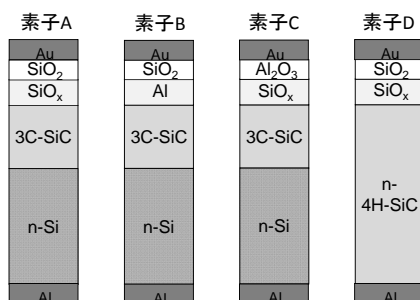 素子A 素子B 素子C 素子D
Au Au Au Au
SiO₂ SiO₂ Al₂O₃ SiO₂
SiOₓ Al SiOₓ SiOₓ
3C-SiC 3C-SiC 3C-SiC
n-Si n-Si n-Si n-
4H-SiC
Al Al Al Al